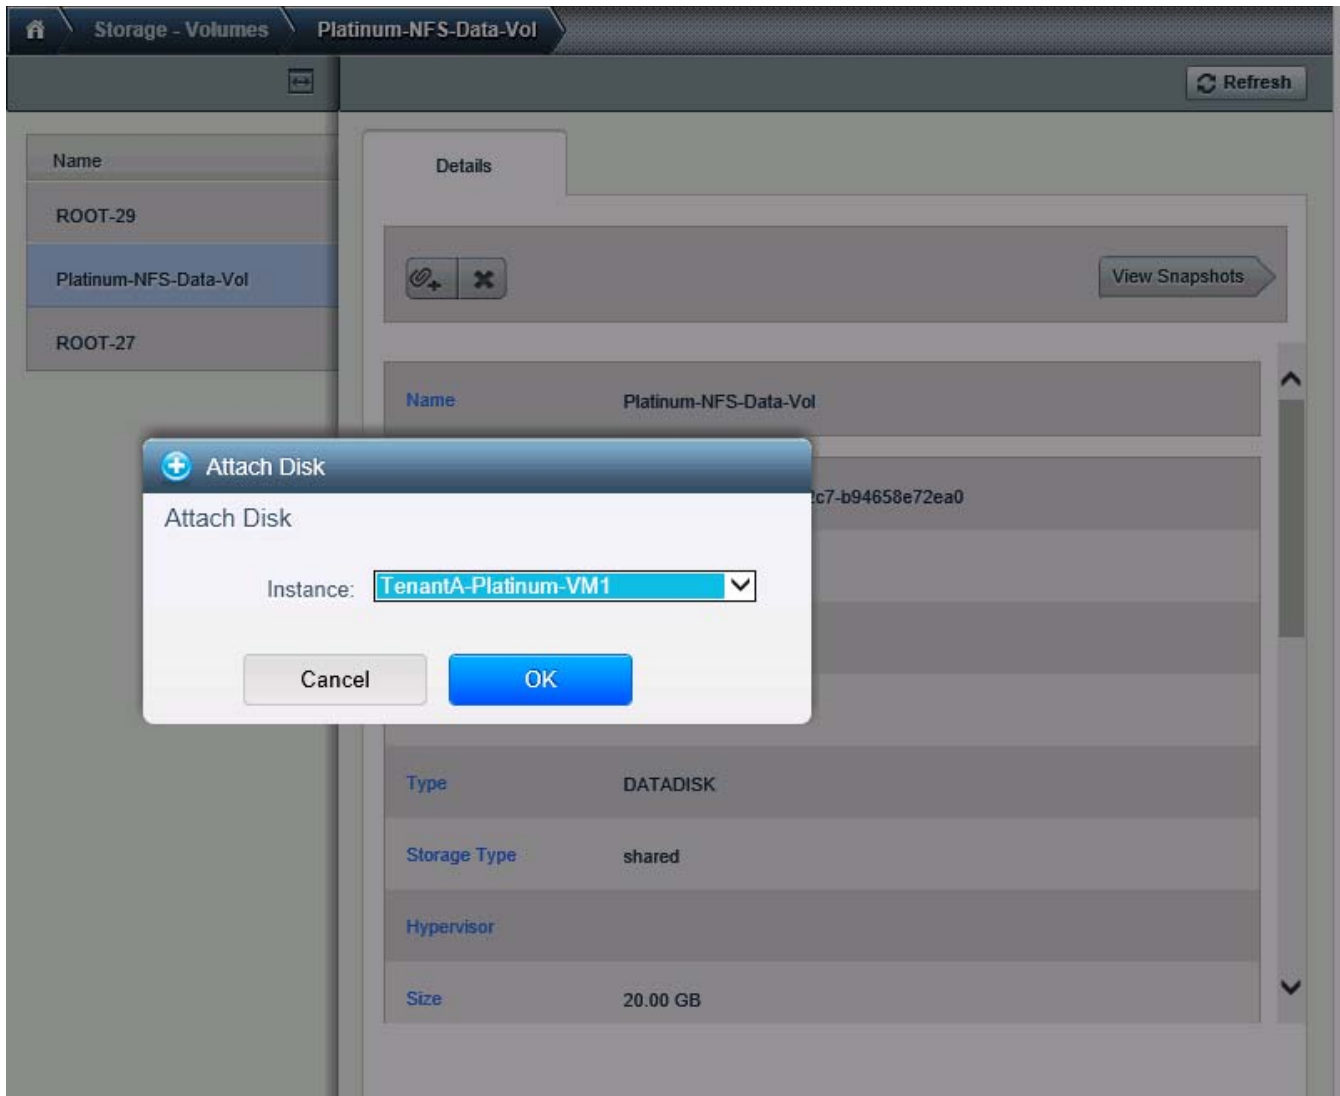 Storage - Volumes
Platinum-NFS-Data-Vol
Refresh
Name
ROOT-29
Platinum-NFS-Data-Vol
ROOT-27
Details
View Snapshots
Name Platinum-NFS-Data-Vol
2c7-b94658e72ea0
Attach Disk
Attach Disk
Instance: TenantA-Platinum-VM1
Cancel OK
Type DATADISK
Storage Type shared
Hypervisor
Size 20.00 GB